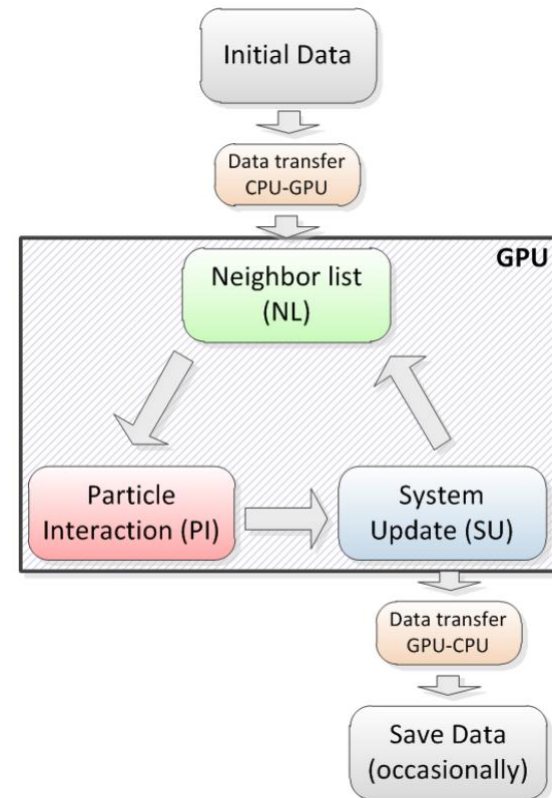 Initial Data
Data transfer
CPU-GPU
GPU
Neighbor list
(NL)
Particle
Interaction (PI)
System
Update (SU)
Data transfer
GPU-CPU
Save Data
(occasionally)